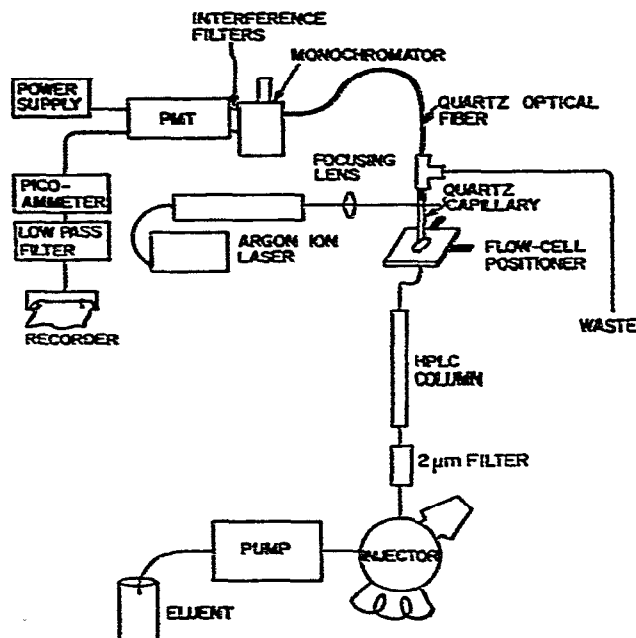 INTERFERENCE
FILTERS
MONOCHROMATOR
POWER
SUPPLY
PMT
QUARTZ OPTICAL
FIBER
FOCUSING
LENS
PICO-
AMMETER
QUARTZ
CAPILLARY
LOW PASS
FILTER
ARGON ION
LASER
FLOW-CELL
POSITIONER
RECORDER
WASTE
HPLC
COLUMN
2 μm FILTER
PUMP
INJECTOR
ELUENT